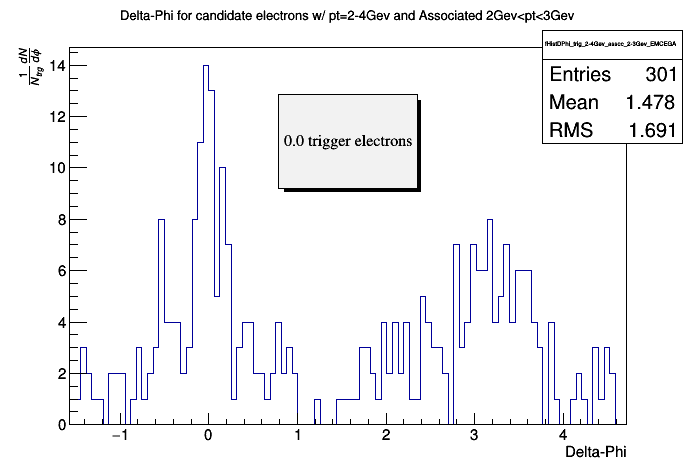 Delta-Phi for candidate electrons w/ pt=2-4Gev and Associated 2Gev<pt<3Gev
fHistDPhi_trig_2-4Gev_assoc_2-3Gev_EMCEGA
Entries 301
Mean 1.478
RMS 1.691
1/N_trg dN/dϕ
0.0 trigger electrons
14
12
10
8
6
4
2
0
−1 0 1 2 3 4
Delta-Phi